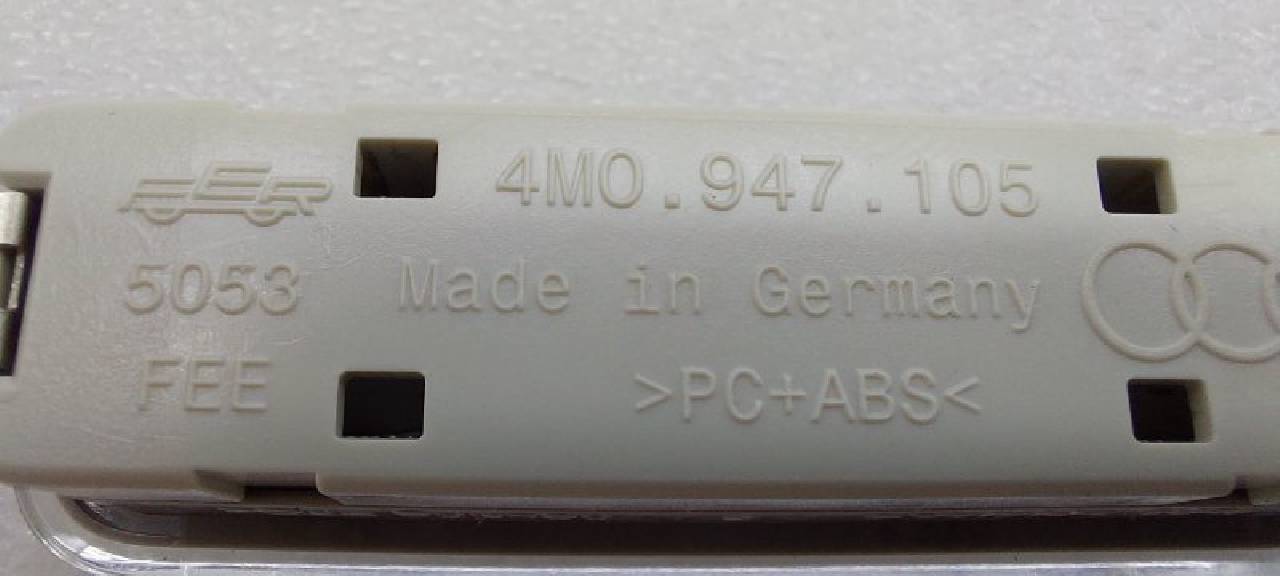 4M0.947.105
5053 Made in Germany
FEE >PC+ABS<